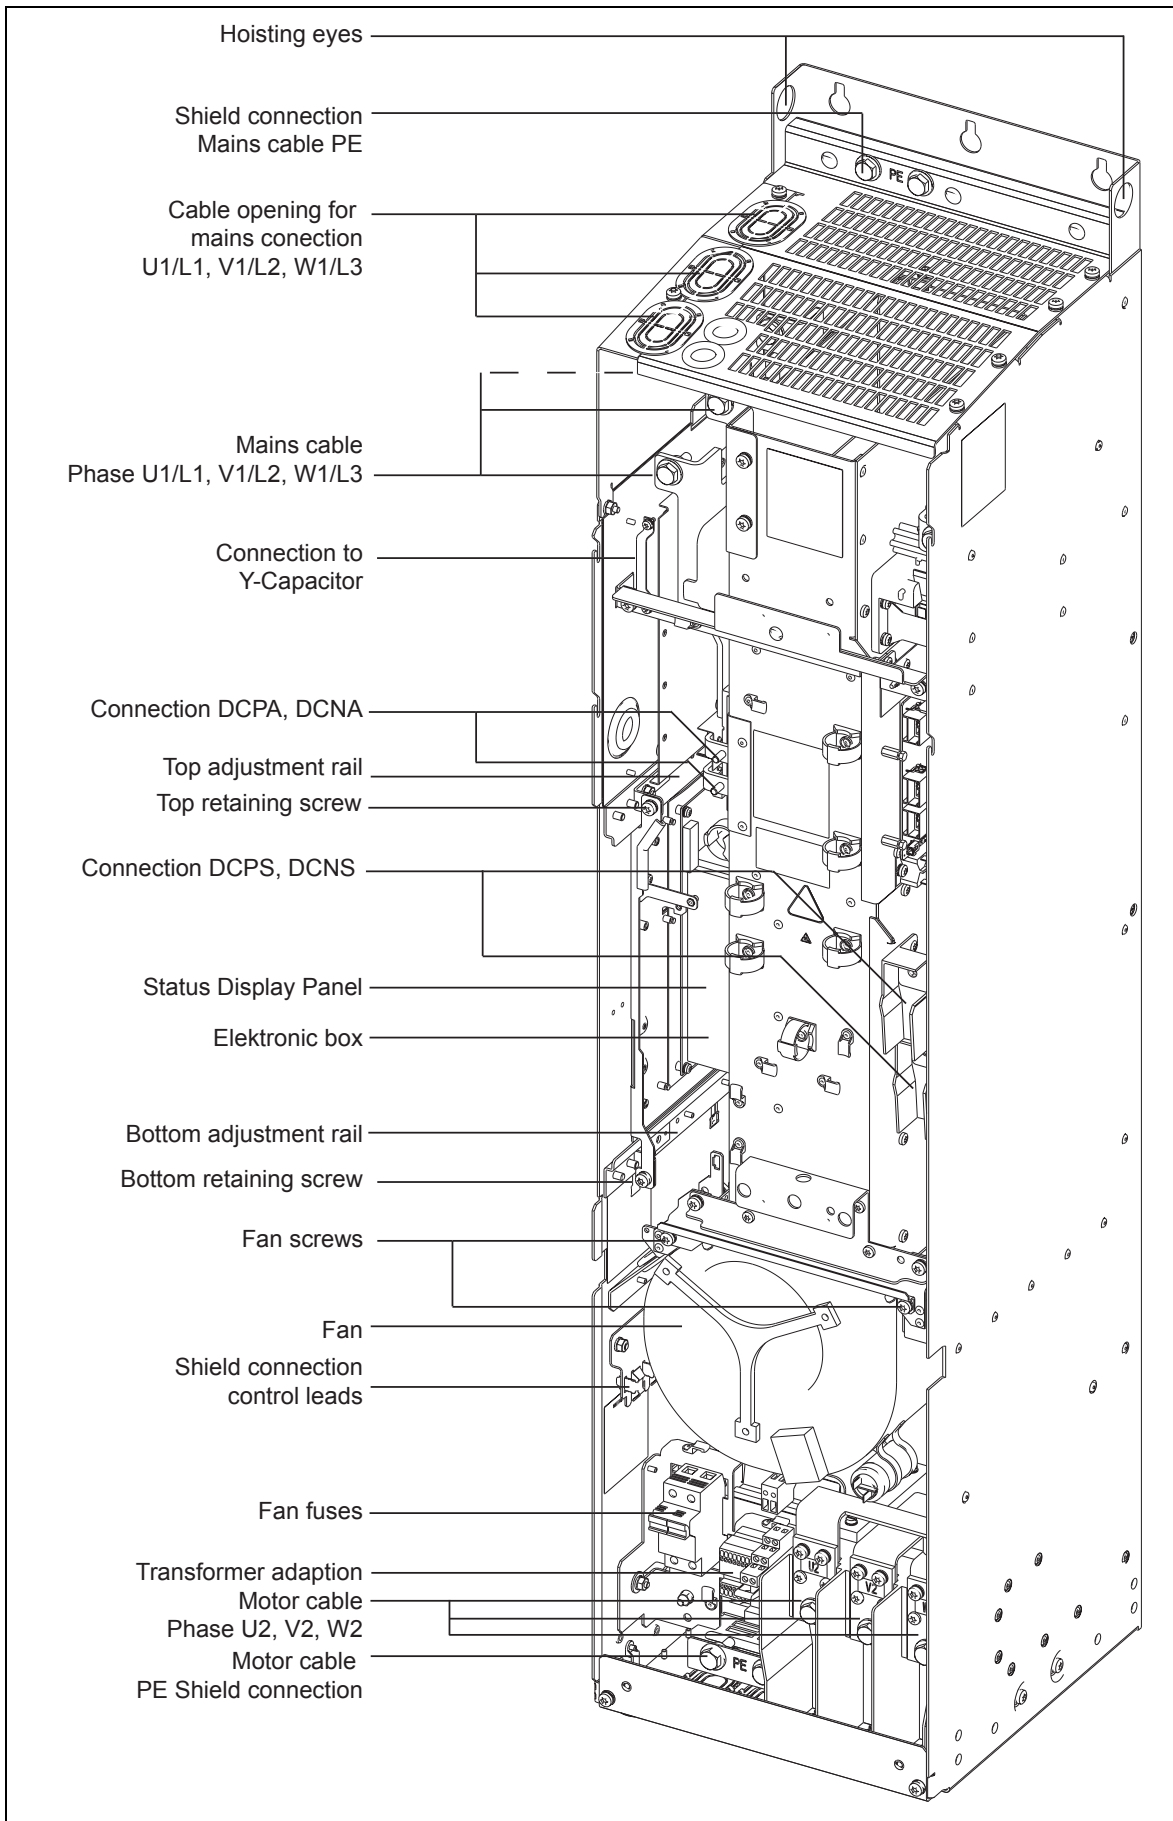 Hoisting eyes
Shield connection
Mains cable PE
PE
Cable opening for
mains conection
U1/L1, V1/L2, W1/L3
Mains cable
Phase U1/L1, V1/L2, W1/L3
Connection to
Y-Capacitor
Connection DCPA, DCNA
Top adjustment rail
Top retaining screw
Connection DCPS, DCNS
Status Display Panel
Elektronic box
Bottom adjustment rail
Bottom retaining screw
Fan screws
Fan
Shield connection
control leads
Fan fuses
Transformer adaption
Motor cable
Phase U2, V2, W2
U2
V2
Motor cable
PE Shield connection
PE